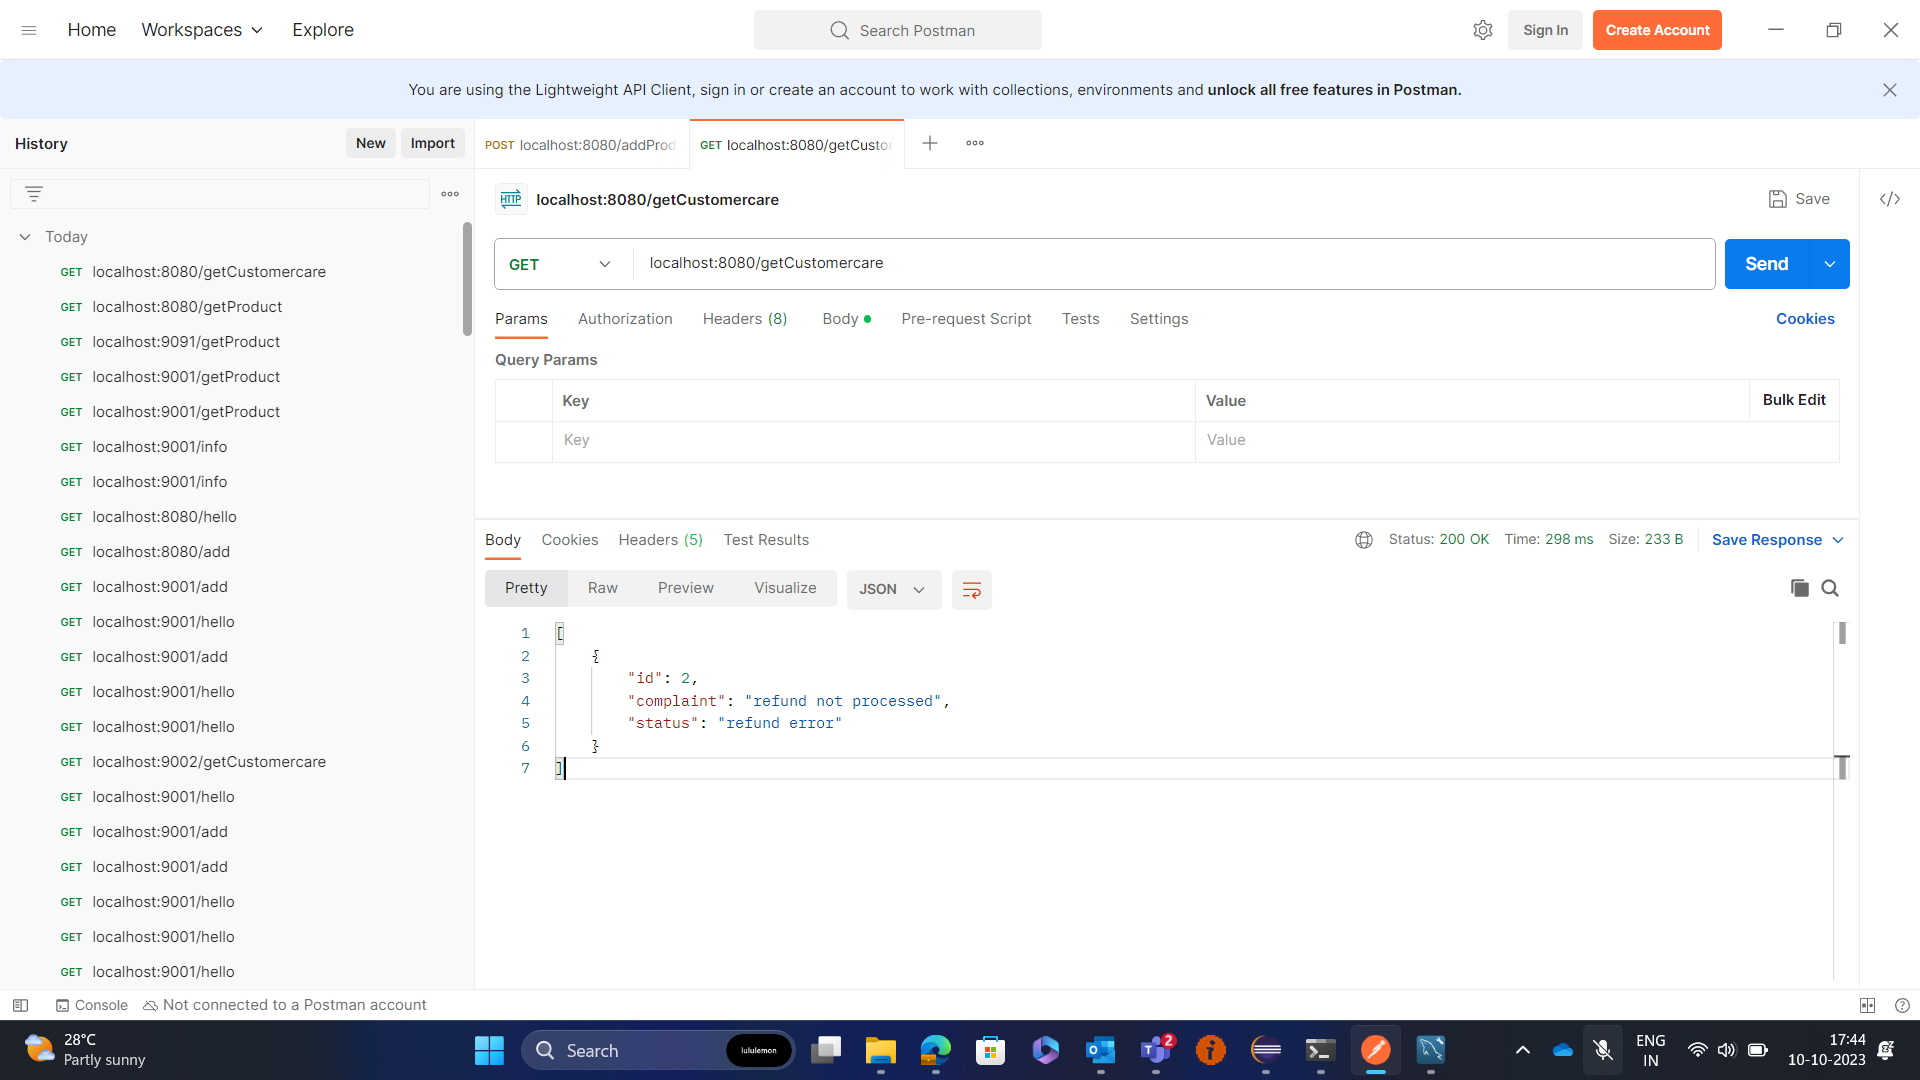 Home Workspaces Explore Search Postman Sign In Create Account
You are using the Lightweight API Client, sign in or create an account to work with collections, environments and unlock all free features in Postman.
History New Import
POST localhost:8080/addProd GET localhost:8080/getCusto
HTTP localhost:8080/getCustomercare Save
Today
GET localhost:8080/getCustomercare
GET localhost:8080/getProduct
GET localhost:9091/getProduct
GET localhost:9001/getProduct
GET localhost:9001/getProduct
GET localhost:9001/info
GET localhost:9001/info
GET localhost:8080/hello
GET localhost:8080/add
GET localhost:9001/add
GET localhost:9001/hello
GET localhost:9001/add
GET localhost:9001/hello
GET localhost:9001/hello
GET localhost:9002/getCustomercare
GET localhost:9001/hello
GET localhost:9001/add
GET localhost:9001/add
GET localhost:9001/hello
GET localhost:9001/hello
GET localhost:9001/hello
GET localhost:8080/getCustomercare Send
Params Authorization Headers (8) Body Pre-request Script Tests Settings Cookies
Query Params
Key Value Bulk Edit
Key Value
Body Cookies Headers (5) Test Results Status: 200 OK Time: 298 ms Size: 233 B Save Response
Pretty Raw Preview Visualize JSON
1 [
2 {
3 "id": 2,
4 "complaint": "refund not processed",
5 "status": "refund error"
6 }
7 ]
Console Not connected to a Postman account
28°C
Partly sunny
Search lululemon 2
ENG
IN
17:44
10-10-2023